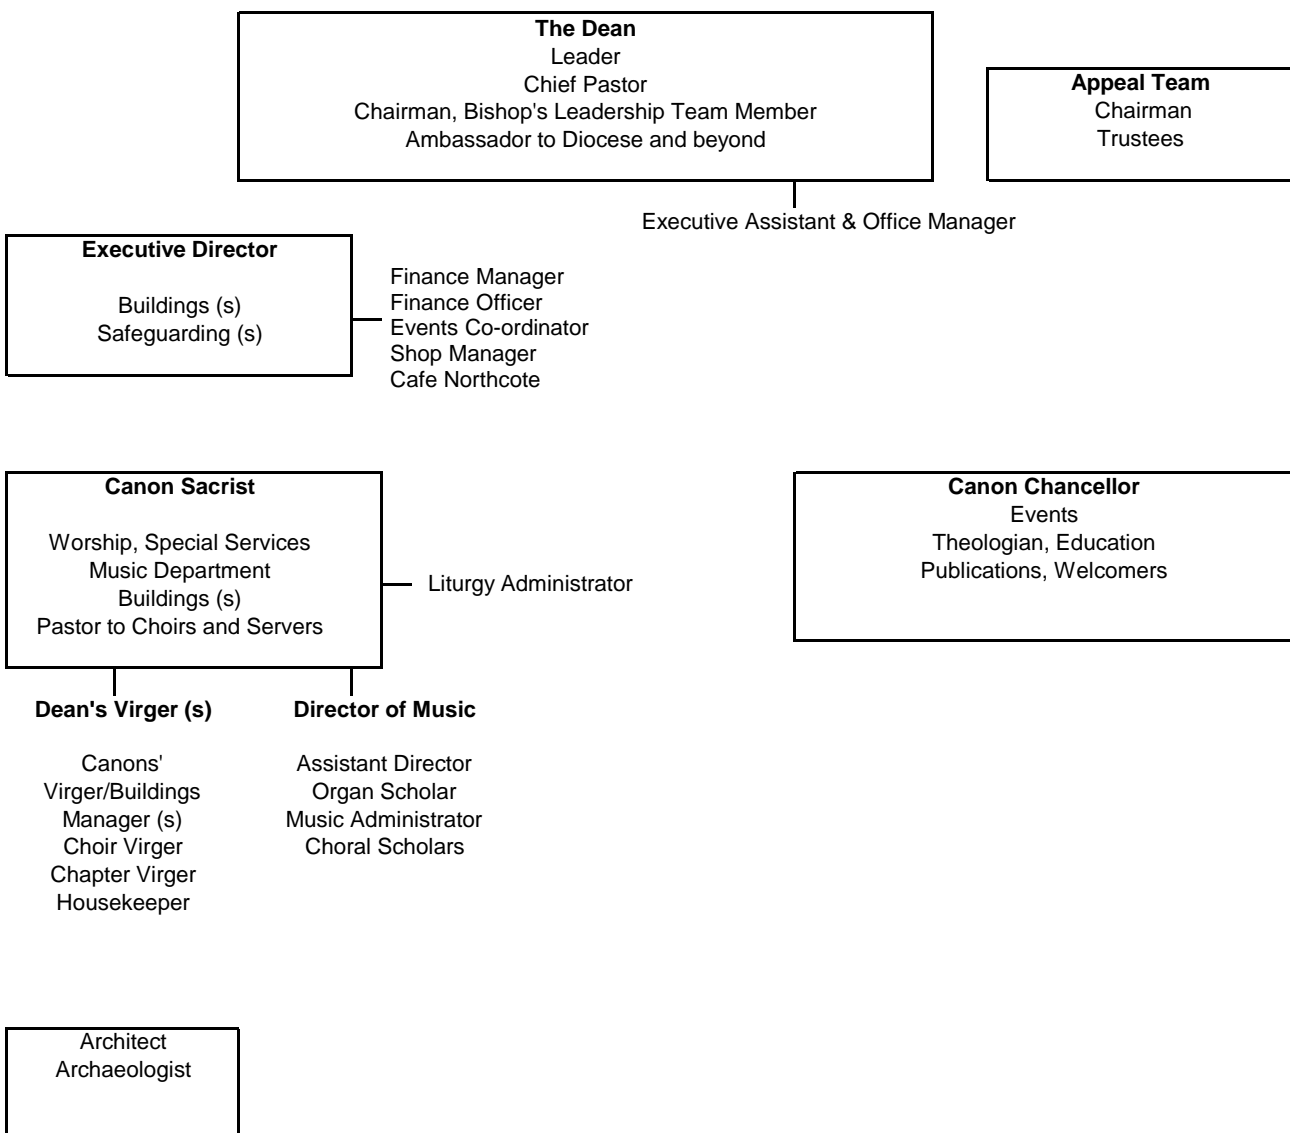 The Dean
Leader
Chief Pastor
Chairman, Bishop's Leadership Team Member
Ambassador to Diocese and beyond
Appeal Team
Chairman
Trustees
Executive Assistant & Office Manager
Executive Director
Buildings (s)
Safeguarding (s)
Finance Manager
Finance Officer
Events Co-ordinator
Shop Manager
Cafe Northcote
Canon Sacrist
Worship, Special Services
Music Department
Buildings (s)
Pastor to Choirs and Servers
Liturgy Administrator
Canon Chancellor
Events
Theologian, Education
Publications, Welcomers
Dean's Virger (s)
Canons'
Virger/Buildings
Manager (s)
Choir Virger
Chapter Virger
Housekeeper
Director of Music
Assistant Director
Organ Scholar
Music Administrator
Choral Scholars
Architect
Archaeologist